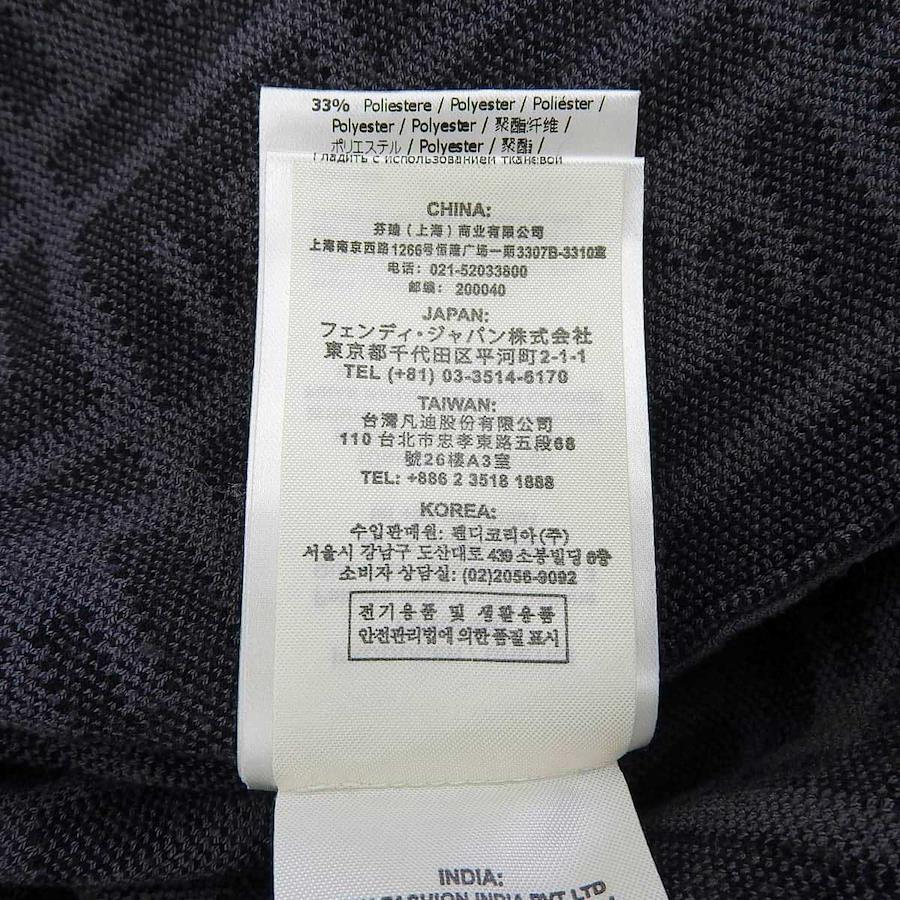 33% Poliestere / Polyester / Poliéster /
Polyester / Polyester / 聚酯纤维 /
ポリエステル / Polyester / 聚酯 /
Гладить с использованием тканевой
CHINA:
芬迪（上海）商业有限公司
上海南京西路1266号恒隆广场一期3307B-3310室
电话：021-52033800
邮编：200040
JAPAN:
フェンディ・ジャパン株式会社
東京都千代田区平河町2-1-1
TEL (+81) 03-3514-6170
TAIWAN:
台灣凡迪股份有限公司
110 台北市忠孝東路五段68
號26樓A3室
TEL: +886 2 3518 1888
KOREA:
수입판매원: 펜디코리아(주)
서울시 강남구 도산대로 439 소봉빌딩 6층
소비자 상담실: (02)2056-9092
전기용품 및 생활용품
안전관리법에 의한 품질 표시
INDIA:
FASHION INDIA PVT LTD